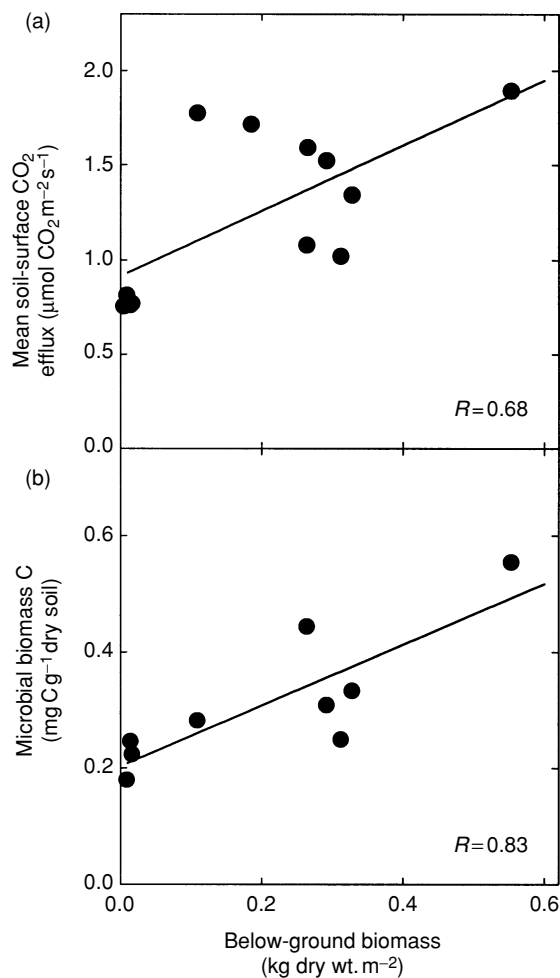 (a)
2.0
1.5
1.0
0.5
0.0
Mean soil-surface CO₂
efflux (μmol CO₂ m⁻² s⁻¹)
R=0.68
(b)
0.6
0.4
0.2
0.0
Microbial biomass C
(mg C g⁻¹ dry soil)
R=0.83
0.0 0.2 0.4 0.6
Below-ground biomass
(kg dry wt. m⁻²)